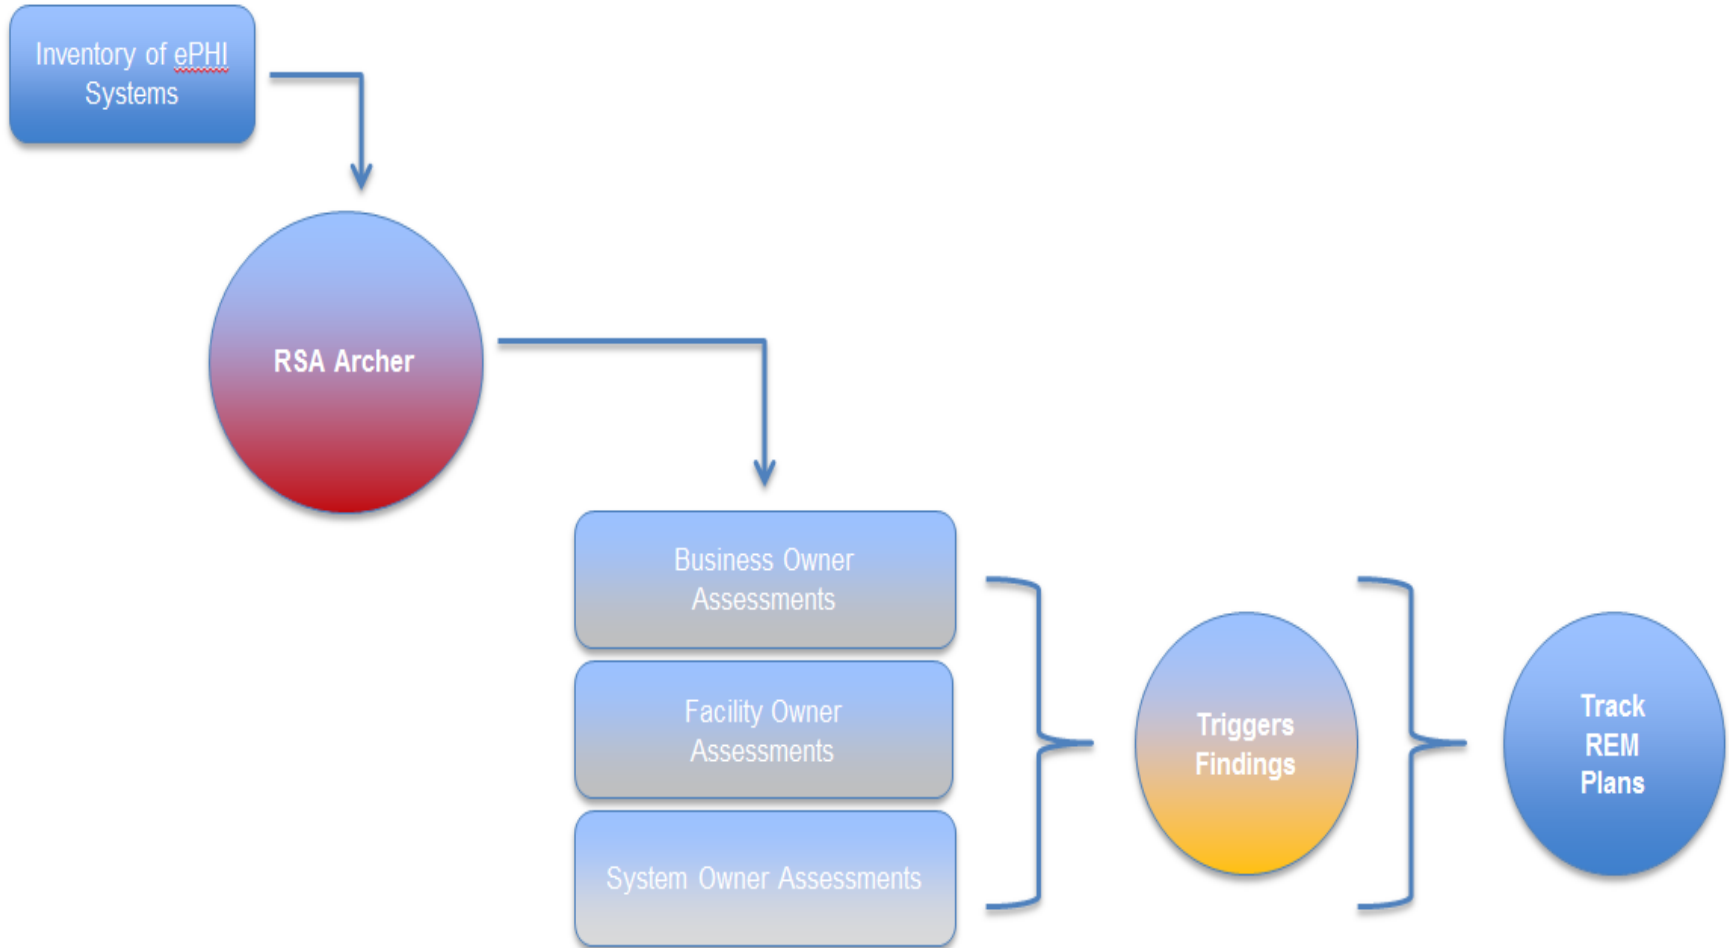 Inventory of ePHI
Systems
RSA Archer
Business Owner
Assessments
Facility Owner
Assessments
System Owner Assessments
Triggers
Findings
Track
REM
Plans